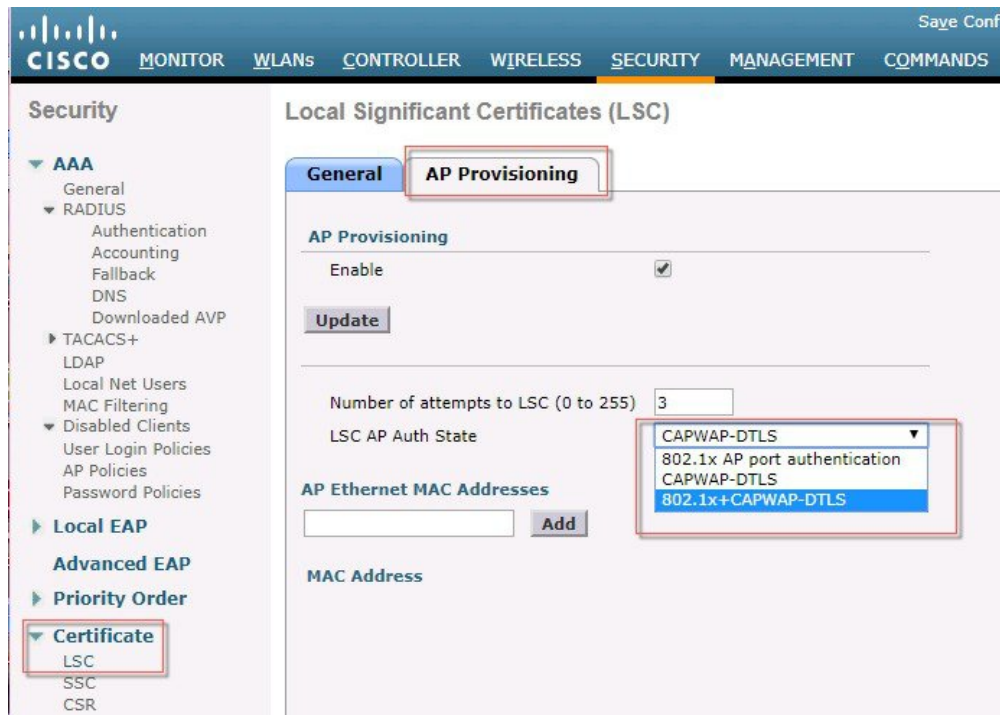 Save Conf
CISCO MONITOR WLANs CONTROLLER WIRELESS SECURITY MANAGEMENT COMMANDS
Security
AAA
General
RADIUS
Authentication
Accounting
Fallback
DNS
Downloaded AVP
TACACS+
LDAP
Local Net Users
MAC Filtering
Disabled Clients
User Login Policies
AP Policies
Password Policies
Local EAP
Advanced EAP
Priority Order
Certificate
LSC
SSC
CSR
Local Significant Certificates (LSC)
General AP Provisioning
AP Provisioning
Enable
Update
Number of attempts to LSC (0 to 255) 3
LSC AP Auth State CAPWAP-DTLS
802.1x AP port authentication
CAPWAP-DTLS
802.1x+CAPWAP-DTLS
AP Ethernet MAC Addresses
Add
MAC Address